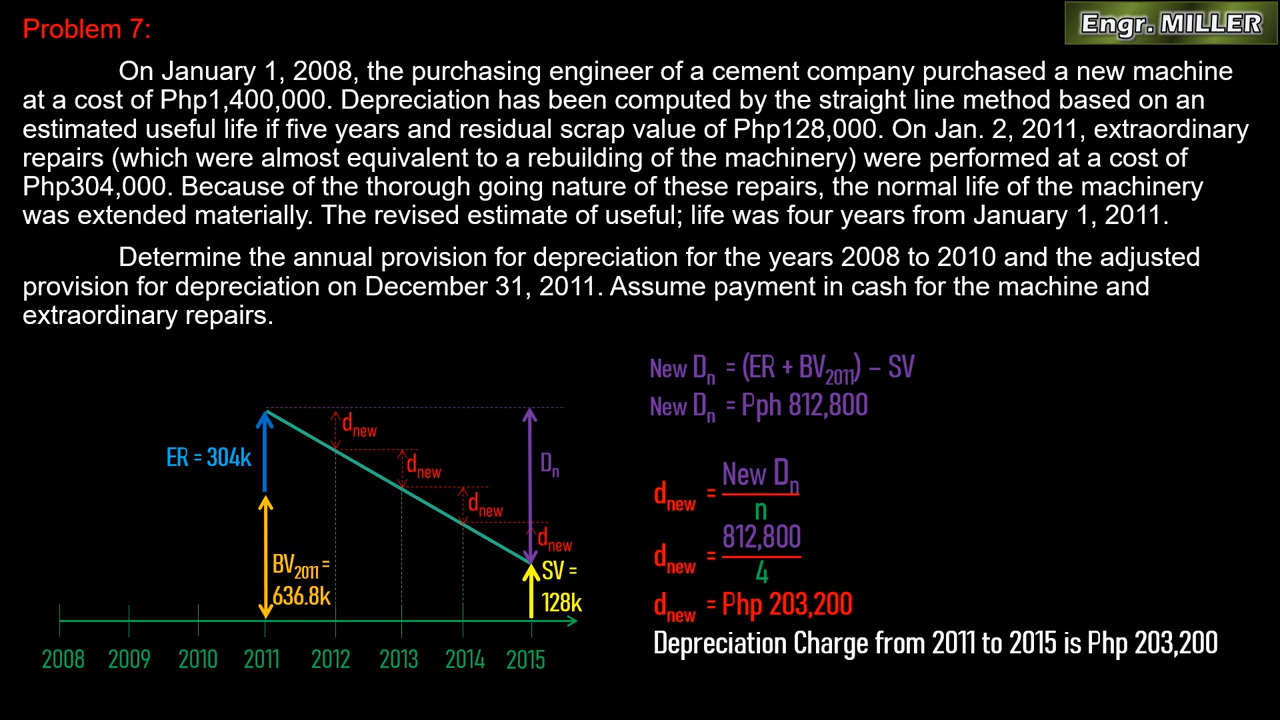 Engr. MILLER
Problem 7:
On January 1, 2008, the purchasing engineer of a cement company purchased a new machine
at a cost of Php1,400,000. Depreciation has been computed by the straight line method based on an
estimated useful life if five years and residual scrap value of Php128,000. On Jan. 2, 2011, extraordinary
repairs (which were almost equivalent to a rebuilding of the machinery) were performed at a cost of
Php304,000. Because of the thorough going nature of these repairs, the normal life of the machinery
was extended materially. The revised estimate of useful; life was four years from January 1, 2011.
Determine the annual provision for depreciation for the years 2008 to 2010 and the adjusted
provision for depreciation on December 31, 2011. Assume payment in cash for the machine and
extraordinary repairs.
ER = 304k
BV2011 =
636.8k
dnew
dnew
dnew
dnew
Dn
SV =
128k
2008 2009 2010 2011 2012 2013 2014 2015
New Dn = (ER + BV2011) – SV
New Dn = Pph 812,800
dnew = New Dn
n
dnew = 812,800
4
dnew = Php 203,200
Depreciation Charge from 2011 to 2015 is Php 203,200